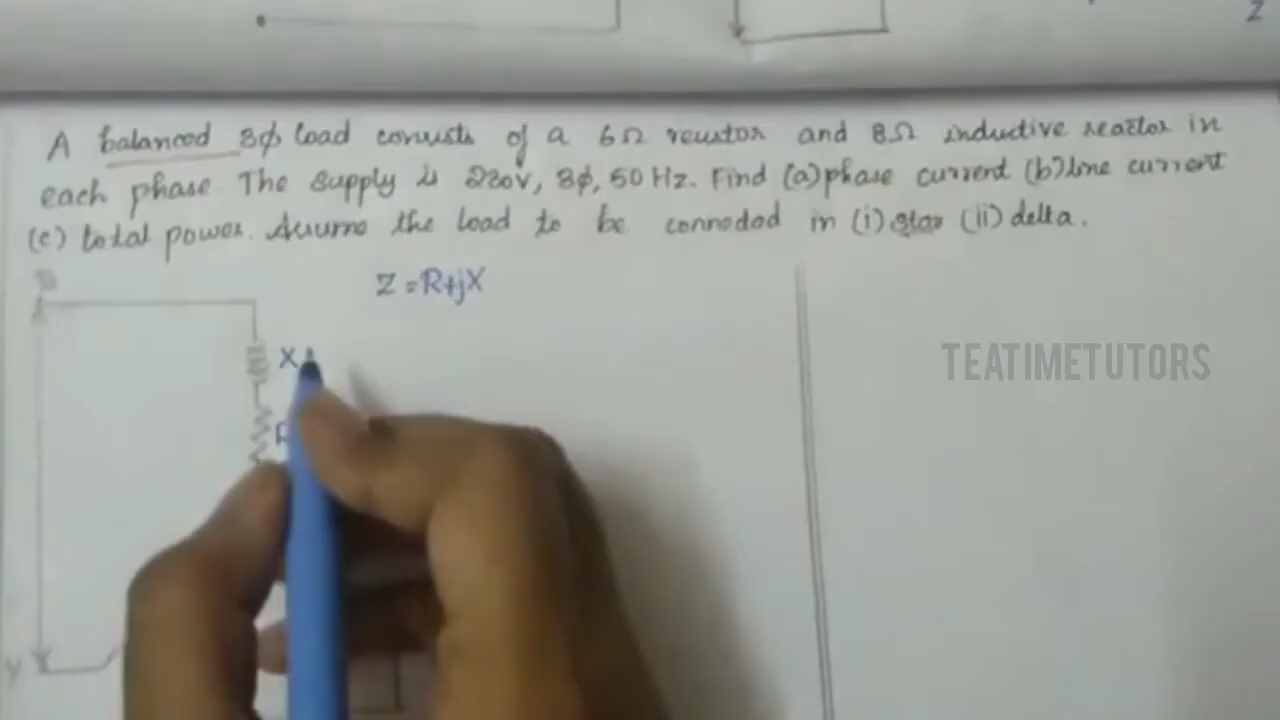 Z
A balanced 3ϕ load consists of a 6Ω resistor and 8Ω inductive reactor in
each phase. The supply is 230V, 3ϕ, 50 Hz. Find (a) phase current (b) line current
(c) total power. Assume the load to be connected in (i) star (ii) delta.
Z = R+jX
X
TEATIMETUTORS
R
Y